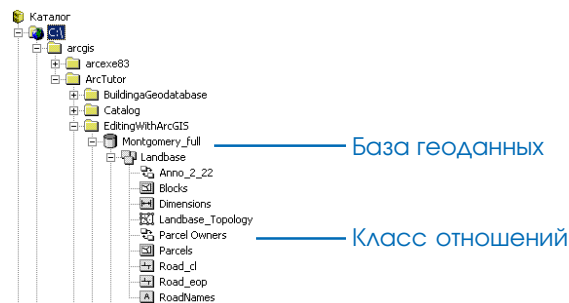 Каталог
C:\
arcgis
arcexe83
ArcTutor
BuildingaGeodatabase
Catalog
EditingWithArcGIS
Montgomery_full
База геоданных
Landbase
Anno_2_22
Blocks
Dimensions
Landbase_Topology
Parcel Owners
Класс отношений
Parcels
Road_cl
Road_eop
A RoadNames